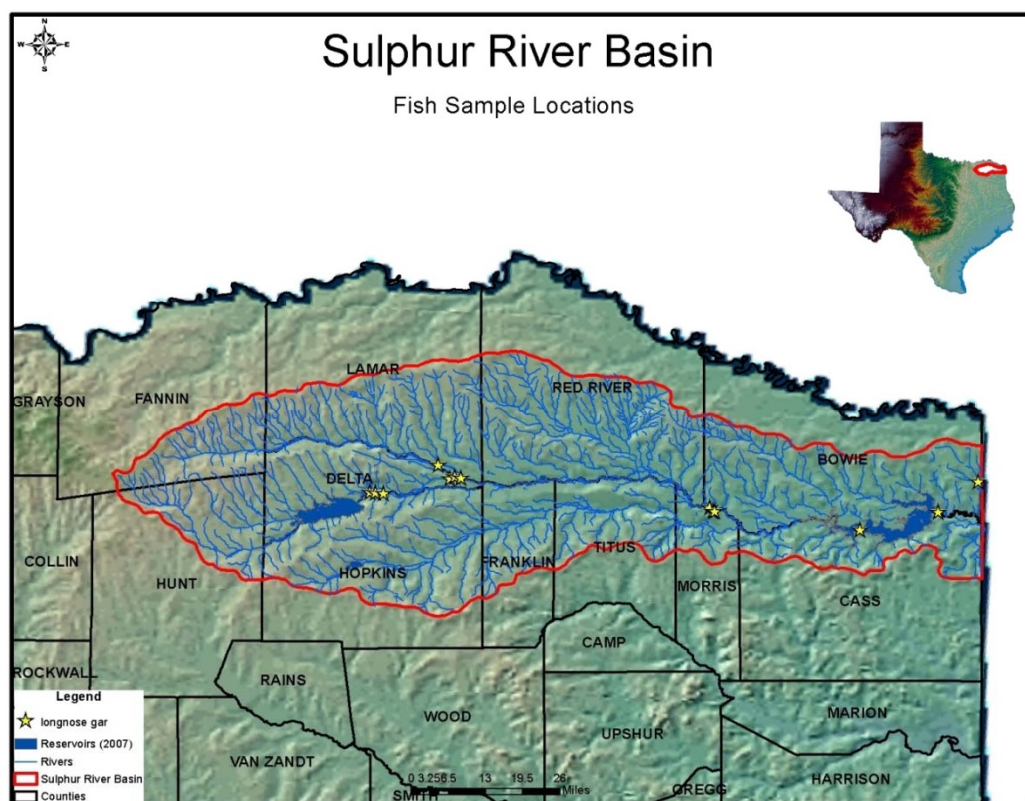 N
W E
S
Sulphur River Basin
Fish Sample Locations
LAMAR
RED RIVER
GRAYSON
FANNIN
BOWIE
DELTA
COLLIN
HUNT
HOPKINS
FRANKLIN
TITUS
MORRIS
CASS
CAMP
ROCKWALL
RAINS
WOOD
MARION
UPSHUR
VAN ZANDT
HARRISON
SMITH
GREGG
Legend
longnose gar
Reservoirs (2007)
Rivers
Sulphur River Basin
Counties
0 3.25 6.5 13 19.5 26
Miles